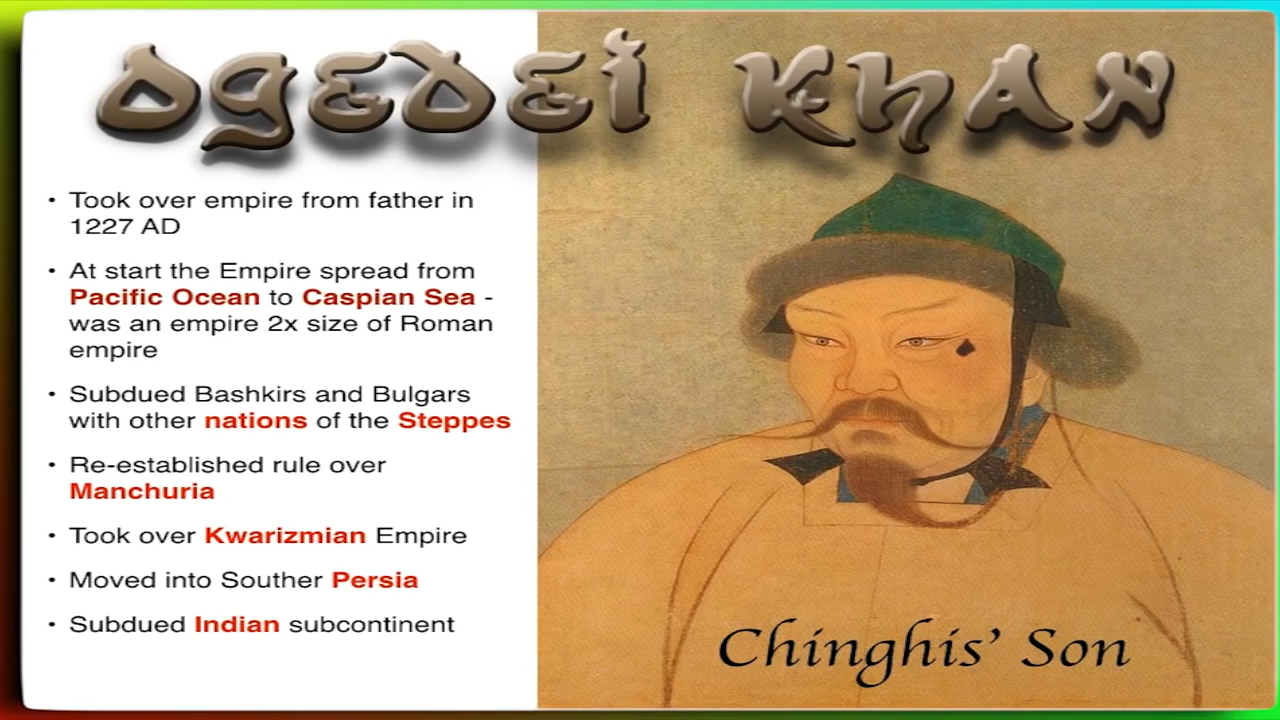 OGEDEI KHAN
• Took over empire from father in
1227 AD
• At start the Empire spread from
Pacific Ocean to Caspian Sea -
was an empire 2x size of Roman
empire
• Subdued Bashkirs and Bulgars
with other nations of the Steppes
• Re-established rule over
Manchuria
• Took over Kwarizmian Empire
• Moved into Souther Persia
• Subdued Indian subcontinent
Chinghis' Son